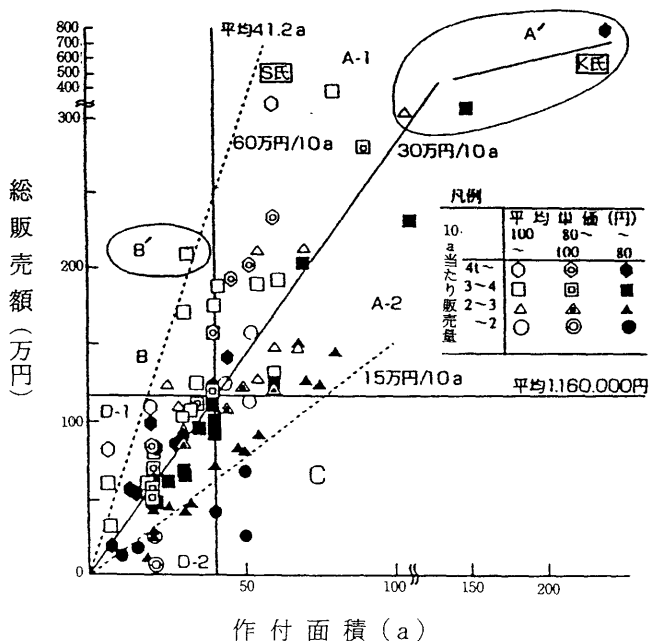 平均41.2a
A-1
A′
S氏
K氏
60万円/10a
30万円/10a
B′
B
A-2
15万円/10a
平均1.160.000円
D-1
C
D-2
凡例
平均単価(円)
100 80~ ~
~ 100 80
10a当たり販売量
4t~
3~4
2~3
~2
総販売額(万円)
800
700
600
500
400
300
200
100
0
0 50 100 150 200
作付面積(a)